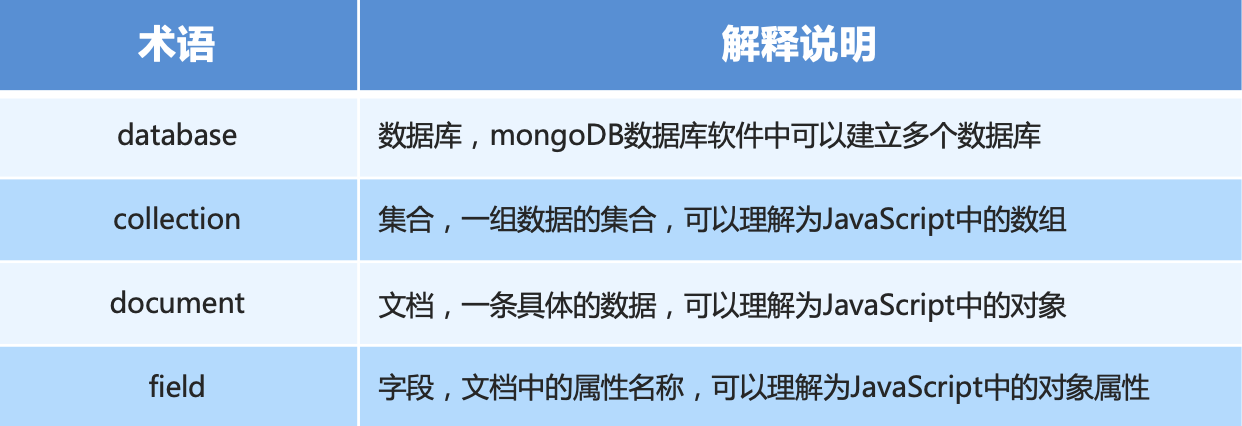 术语 解释说明
database 数据库，mongoDB数据库软件中可以建立多个数据库
collection 集合，一组数据的集合，可以理解为JavaScript中的数组
document 文档，一条具体的数据，可以理解为JavaScript中的对象
field 字段，文档中的属性名称，可以理解为JavaScript中的对象属性